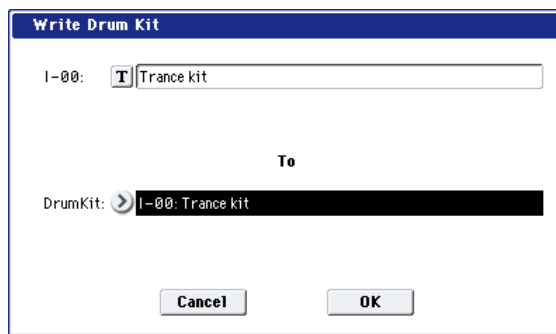 Write Drum Kit
I-00: T Trance kit
To
DrumKit: I-00: Trance kit
Cancel OK